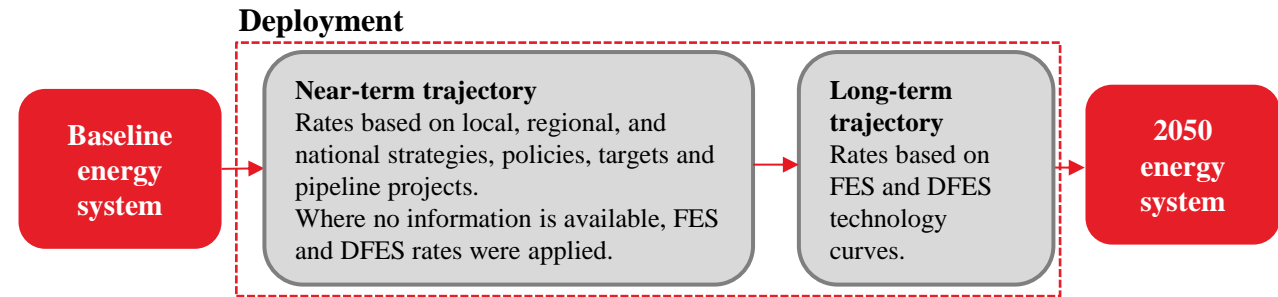 Deployment
Baseline
energy
system
Near-term trajectory
Rates based on local, regional, and
national strategies, policies, targets and
pipeline projects.
Where no information is available, FES
and DFES rates were applied.
Long-term
trajectory
Rates based on
FES and DFES
technology
curves.
2050
energy
system